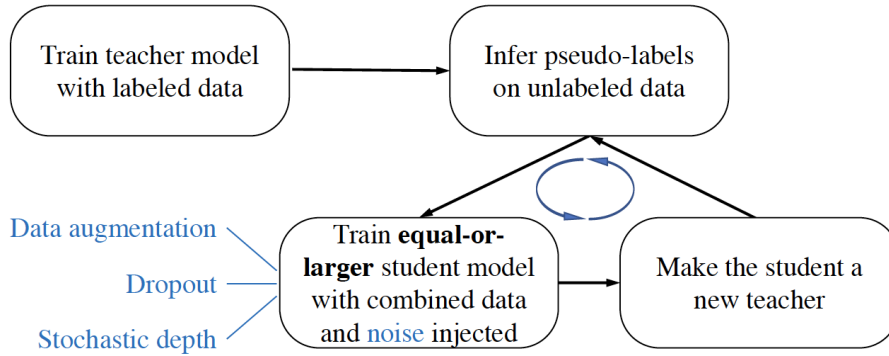 Train teacher model
with labeled data
Infer pseudo-labels
on unlabeled data
Data augmentation
Dropout
Stochastic depth
Train equal-or-
larger student model
with combined data
and noise injected
Make the student a
new teacher